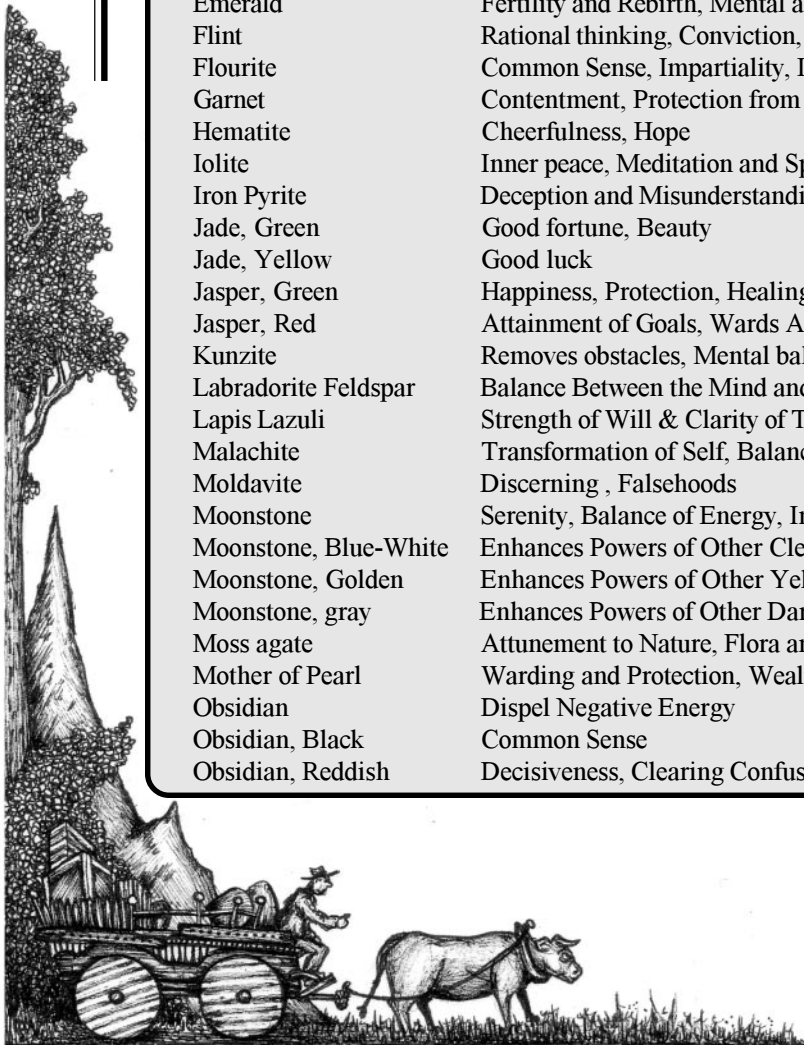 Emerald Fertility and Rebirth, Mental a
Flint Rational thinking, Conviction,
Flourite Common Sense, Impartiality,
Garnet Contentment, Protection from
Hematite Cheerfulness, Hope
Iolite Inner peace, Meditation and
Iron Pyrite Deception and Misunderstandi
Jade, Green Good fortune, Beauty
Jade, Yellow Good luck
Jasper, Green Happiness, Protection, Healing
Jasper, Red Attainment of Goals, Wards
Kunzite Removes obstacles, Mental bal
Labradorite Feldspar Balance Between the Mind and
Lapis Lazuli Strength of Will & Clarity of T
Malachite Transformation of Self, Balanc
Moldavite Discerning , Falsehoods
Moonstone Serenity, Balance of Energy, In
Moonstone, Blue-White Enhances Powers of Other Cle
Moonstone, Golden Enhances Powers of Other Yel
Moonstone, gray Enhances Powers of Other Dar
Moss agate Attunement to Nature, Flora an
Mother of Pearl Warding and Protection, Weal
Obsidian Dispel Negative Energy
Obsidian, Black Common Sense
Obsidian, Reddish Decisiveness, Clearing Confus